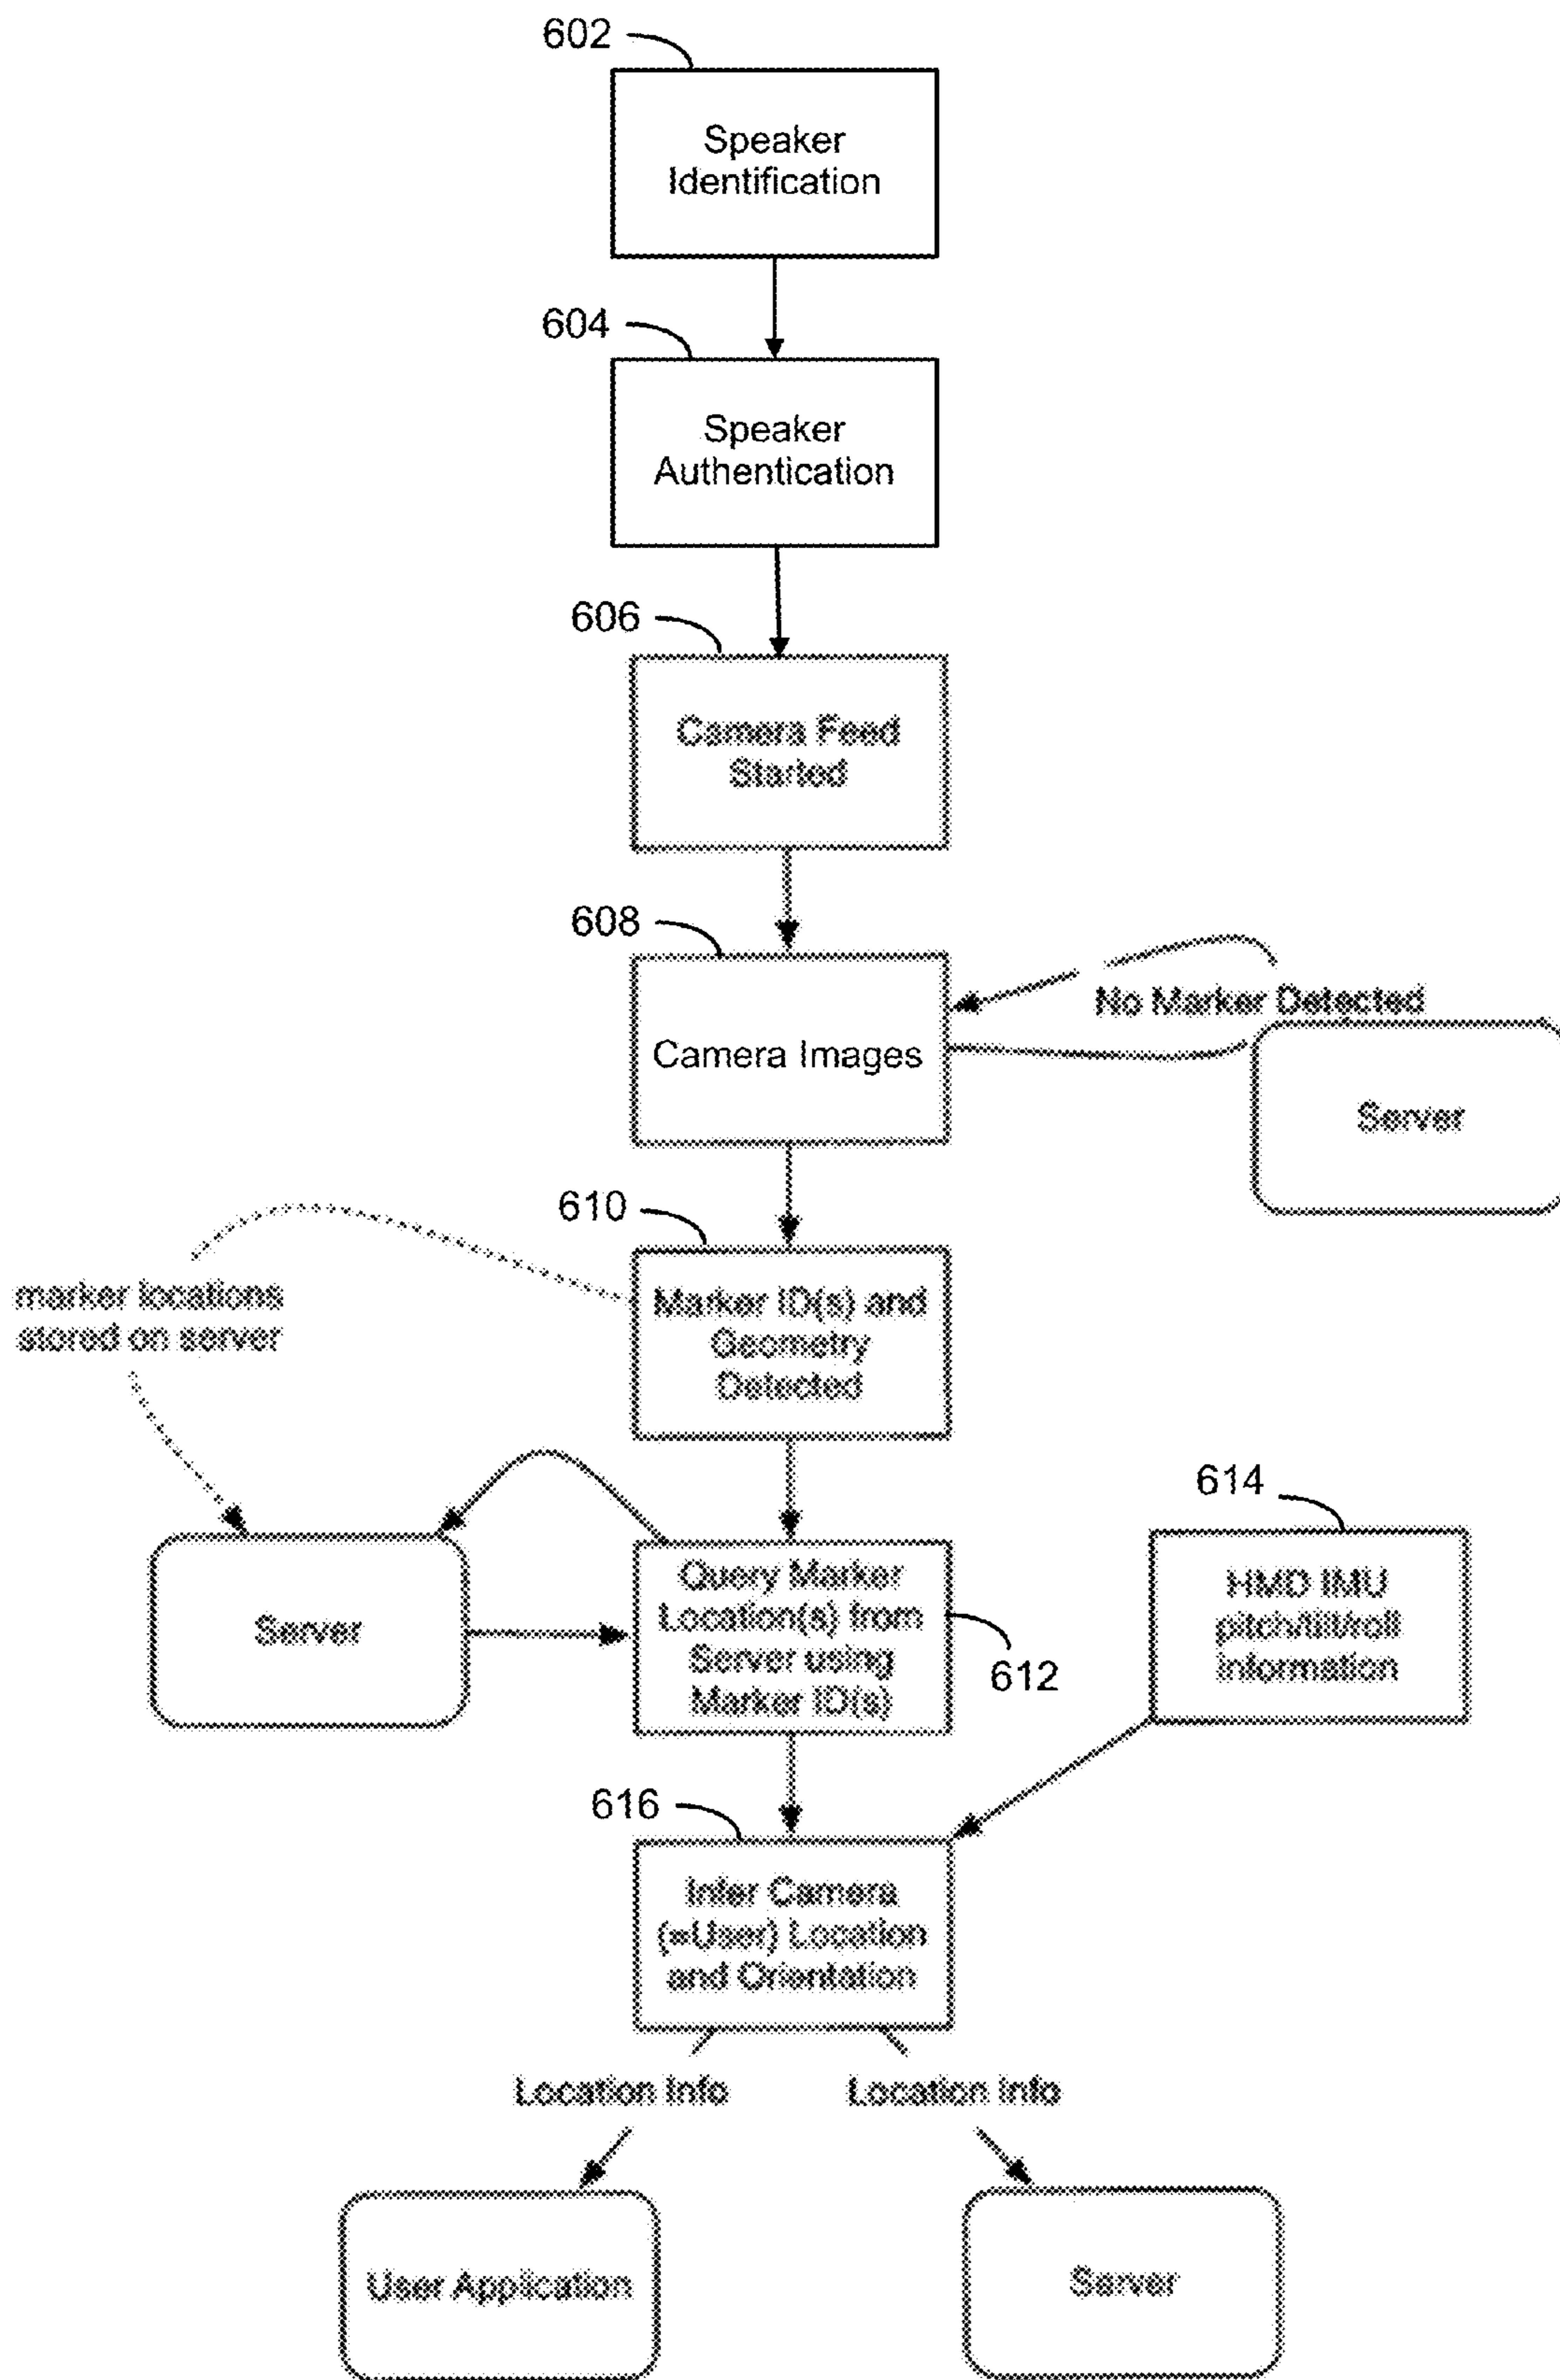 602
Speaker
Identification
604
Speaker
Authentication
606
Camera Feed
Started
608
No Marker Detected
Camera Images
Server
610
marker locations
stored on server
Marker ID(s) and
Geometry
Detected
614
Server
Query Marker
Location(s) from
Server using
Marker ID(s)
612
HMD IMU
pitch/tilt/roll
information
616
Infer Camera
(=User) Location
and Orientation
Location Info
Location Info
User Application
Server